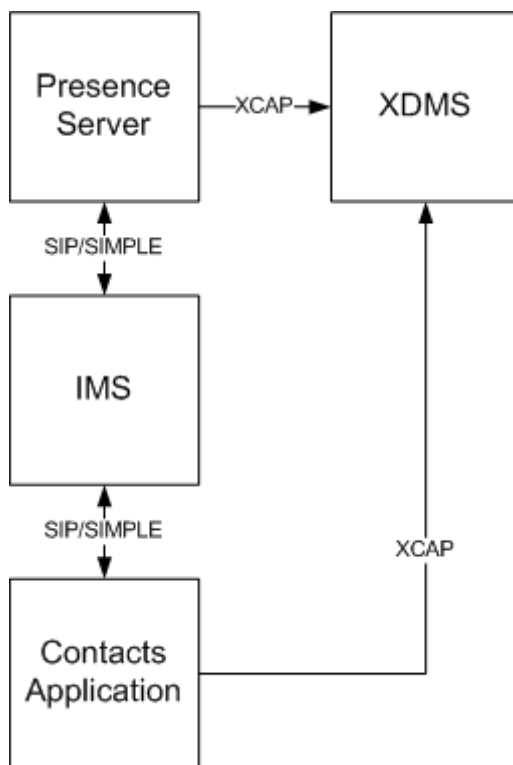 Presence
Server
XCAP
XDMS
SIP/SIMPLE
IMS
SIP/SIMPLE
XCAP
Contacts
Application